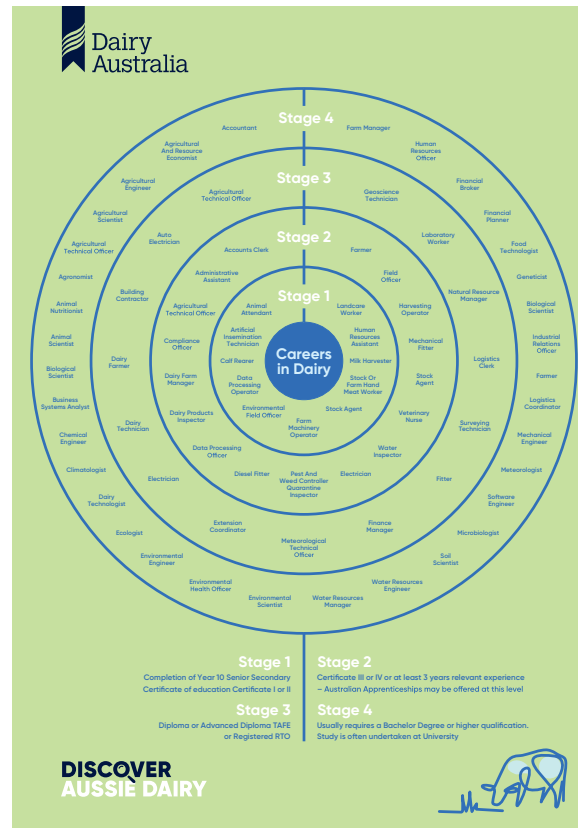 Dairy
Australia
Stage 4
Accountant
Farm Manager
Human
Resources
Officer
Financial
Broker
Financial
Planner
Food
Technologist
Geneticist
Biological
Scientist
Industrial
Relations
Officer
Farmer
Logistics
Coordinator
Mechanical
Engineer
Meteorologist
Software
Engineer
Microbiologist
Soil
Scientist
Water Resources
Engineer
Water Resources
Manager
Environmental
Scientist
Environmental
Health Officer
Environmental
Engineer
Ecologist
Dairy
Technologist
Climatologist
Chemical
Engineer
Business
Systems Analyst
Biological
Scientist
Animal
Scientist
Animal
Nutritionist
Agronomist
Agricultural
Technical Officer
Agricultural
Scientist
Agricultural
Engineer
Agricultural
And Resource
Economist
Stage 3
Geoscience
Technician
Laboratory
Worker
Natural Resource
Manager
Logistics
Clerk
Surveying
Technician
Fitter
Finance
Manager
Meteorological
Technical
Officer
Extension
Coordinator
Electrician
Dairy
Technician
Dairy
Farmer
Building
Contractor
Auto
Electrician
Agricultural
Technical Officer
Stage 2
Farmer
Field
Officer
Harvesting
Operator
Mechanical
Fitter
Stock
Agent
Veterinary
Nurse
Water
Inspector
Electrician
Pest And
Weed Controller
Quarantine
Inspector
Diesel Fitter
Data Processing
Officer
Dairy Products
Inspector
Dairy Farm
Manager
Compliance
Officer
Agricultural
Technical Officer
Administrative
Assistant
Accounts Clerk
Stage 1
Landcare
Worker
Human
Resources
Assistant
Milk Harvester
Stock Or
Farm Hand
Meat Worker
Stock Agent
Farm
Machinery
Operator
Environmental
Field Officer
Data
Processing
Operator
Calf Rearer
Artificial
Insemination
Technician
Animal
Attendant
Careers
in Dairy
Stage 1
Completion of Year 10 Senior Secondary
Certificate of education Certificate I or II
Stage 2
Certificate III or IV or at least 3 years relevant experience
– Australian Apprenticeships may be offered at this level
Stage 3
Diploma or Advanced Diploma TAFE
or Registered RTO
Stage 4
Usually requires a Bachelor Degree or higher qualification.
Study is often undertaken at University
DISCOVER
AUSSIE DAIRY